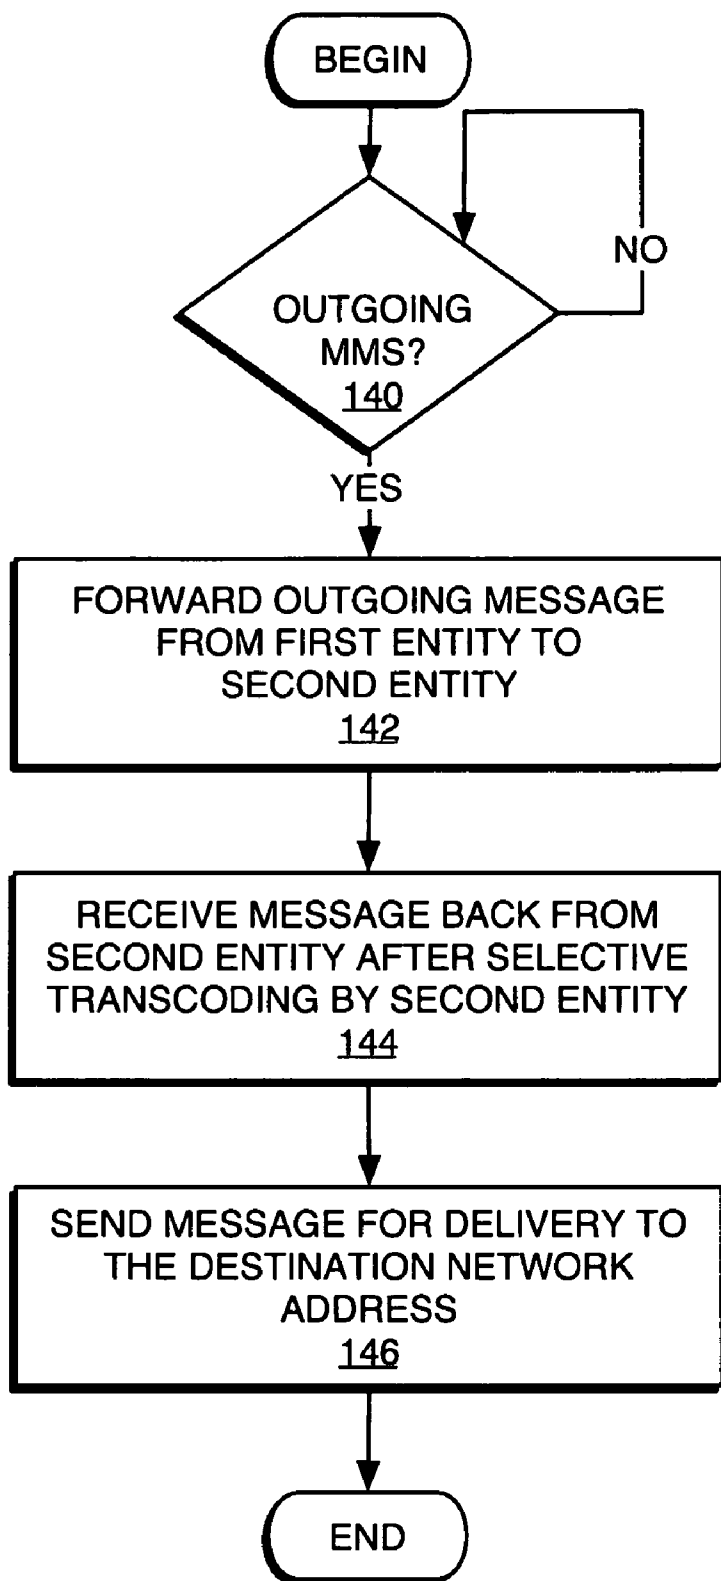 BEGIN
NO
OUTGOING
MMS?
140
YES
FORWARD OUTGOING MESSAGE
FROM FIRST ENTITY TO
SECOND ENTITY
142
RECEIVE MESSAGE BACK FROM
SECOND ENTITY AFTER SELECTIVE
TRANSCODING BY SECOND ENTITY
144
SEND MESSAGE FOR DELIVERY TO
THE DESTINATION NETWORK
ADDRESS
146
END